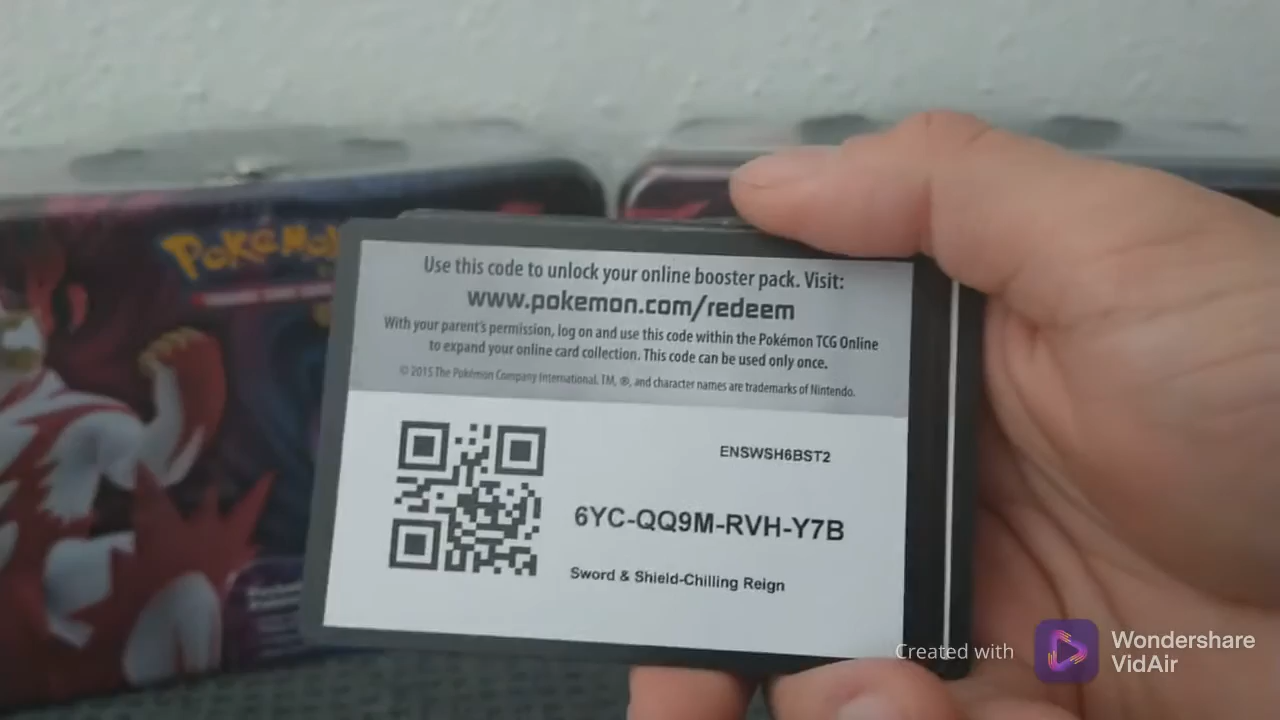 POKéMON
Use this code to unlock your online booster pack. Visit:
www.pokemon.com/redeem
With your parent's permission, log on and use this code within the Pokémon TCG Online
to expand your online card collection. This code can be used only once.
© 2015 The Pokémon Company International. TM, ®, and character names are trademarks of Nintendo.
ENSWSH6BST2
6YC-QQ9M-RVH-Y7B
Sword & Shield-Chilling Reign
Created with
Wondershare
VidAir